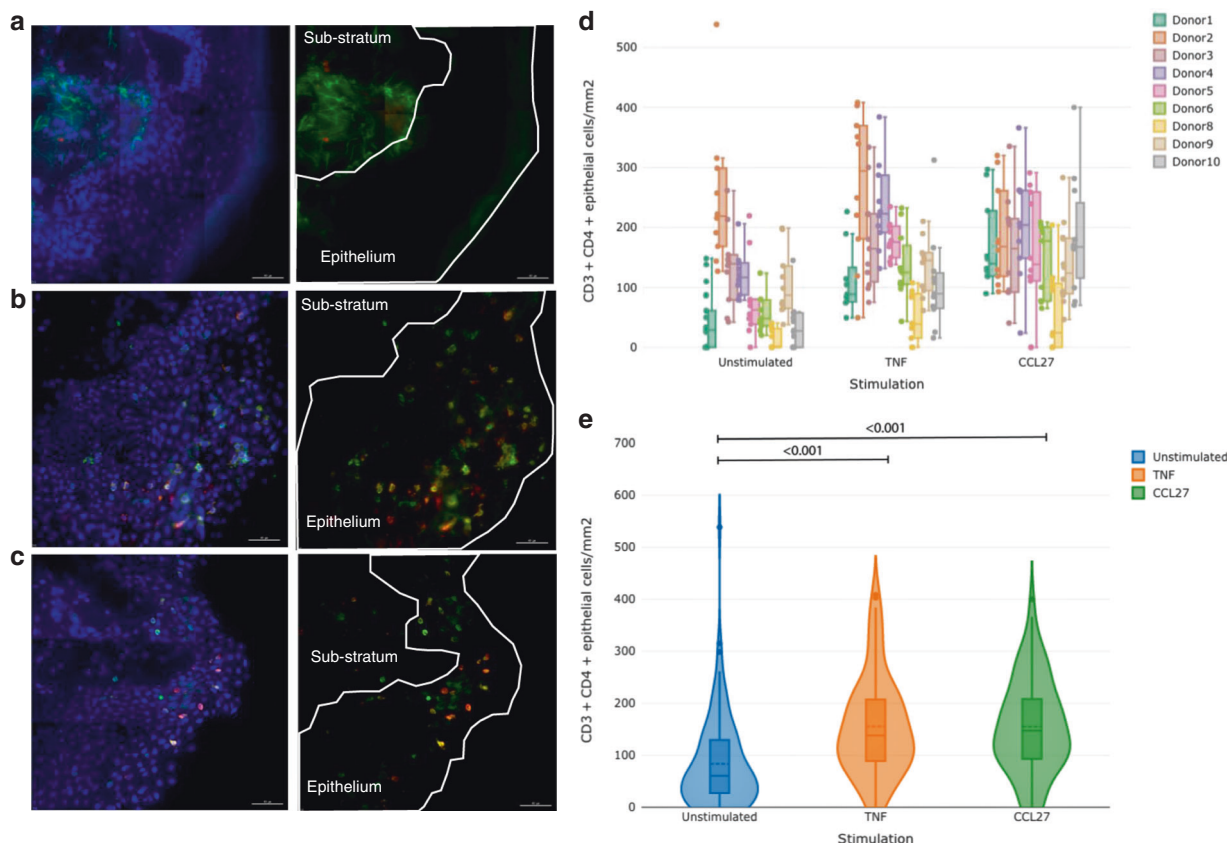 a
Sub-stratum
Epithelium
b
Sub-stratum
Epithelium
c
Sub-stratum
Epithelium
d
CD3 + CD4 + epithelial cells/mm2
500
400
300
200
100
0
Unstimulated
TNF
CCL27
Stimulation
Donor1
Donor2
Donor3
Donor4
Donor5
Donor6
Donor8
Donor9
Donor10
e
CD3 + CD4 + epithelial cells/mm2
700
600
500
400
300
200
100
0
<0.001
<0.001
Unstimulated
TNF
CCL27
Stimulation
Unstimulated
TNF
CCL27